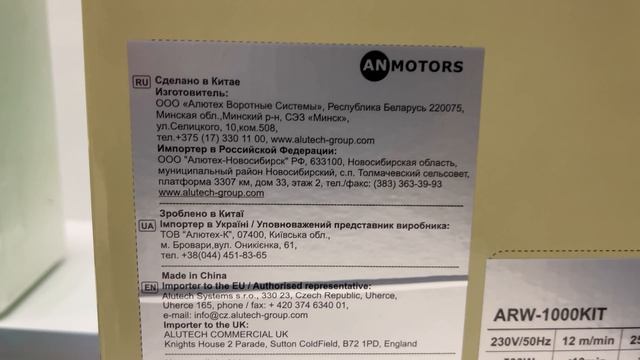 ANMOTORS
RU Сделано в Китае
Изготовитель:
ООО «Алютех Воротные Системы», Республика Беларусь 220075,
Минская обл.,Минский р-н, СЭЗ «Минск»,
ул.Селицкого, 10,ком.508,
тел.+375 (17) 330 11 00, www.alutech-group.com
Импортер в Российской Федерации:
ООО "Алютех-Новосибирск" РФ, 633100, Новосибирская область,
муниципальный район Новосибирский, с.п. Толмачевский сельсовет,
платформа 3307 км, дом 33, этаж 2, тел./факс: (383) 363-39-93
www.alutech-group.com
Зроблено в Китаї
UA Імпортер в Україні / Уповноважений представник виробника:
ТОВ "Алютех-К", 07400, Київська обл.,
м. Бровари,вул. Оникієнка, 61,
тел. +38(044) 451-83-65
Made in China
EN Importer to the EU / Authorised representative:
Alutech Systems s.r.o., 330 23, Czech Republic, Uherce,
Uherce 165, phone / fax: + 420 374 6340 01,
e-mail: info@cz.alutech-group.com
Importer to the UK:
ALUTECH COMMERCIAL UK
Knights House 2 Parade, Sutton Coldfield, B72 1PD, England
ARW-1000KIT
230V/50Hz 12 m/min